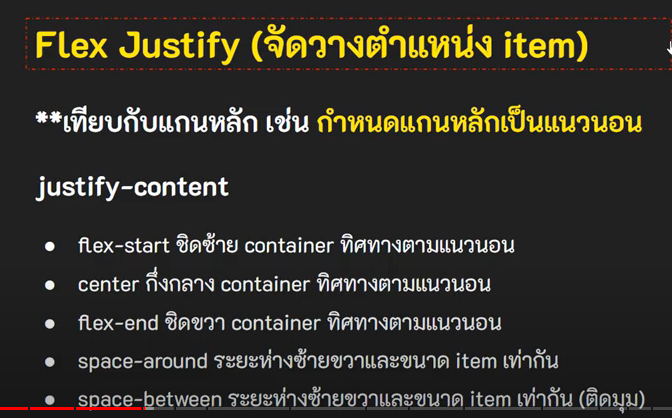 Flex Justify (จัดวางตำแหน่ง item)
**เทียบกับแกนหลัก เช่น กำหนดแกนหลักเป็นแนวนอน
justify-content
● flex-start ชิดซ้าย container ทิศทางตามแนวนอน
● center กึ่งกลาง container ทิศทางตามแนวนอน
● flex-end ชิดขวา container ทิศทางตามแนวนอน
● space-around ระยะห่างซ้ายขวาและขนาด item เท่ากัน
● space-between ระยะห่างซ้ายขวาและขนาด item เท่ากัน (ติดมุม)